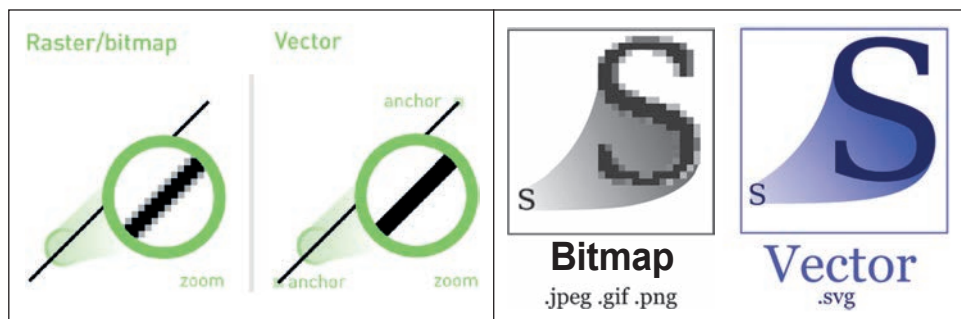 Raster/bitmap
zoom
Vector
anchor
anchor
zoom
S
S
Bitmap
.jpeg .gif .png
S
S
Vector
.svg